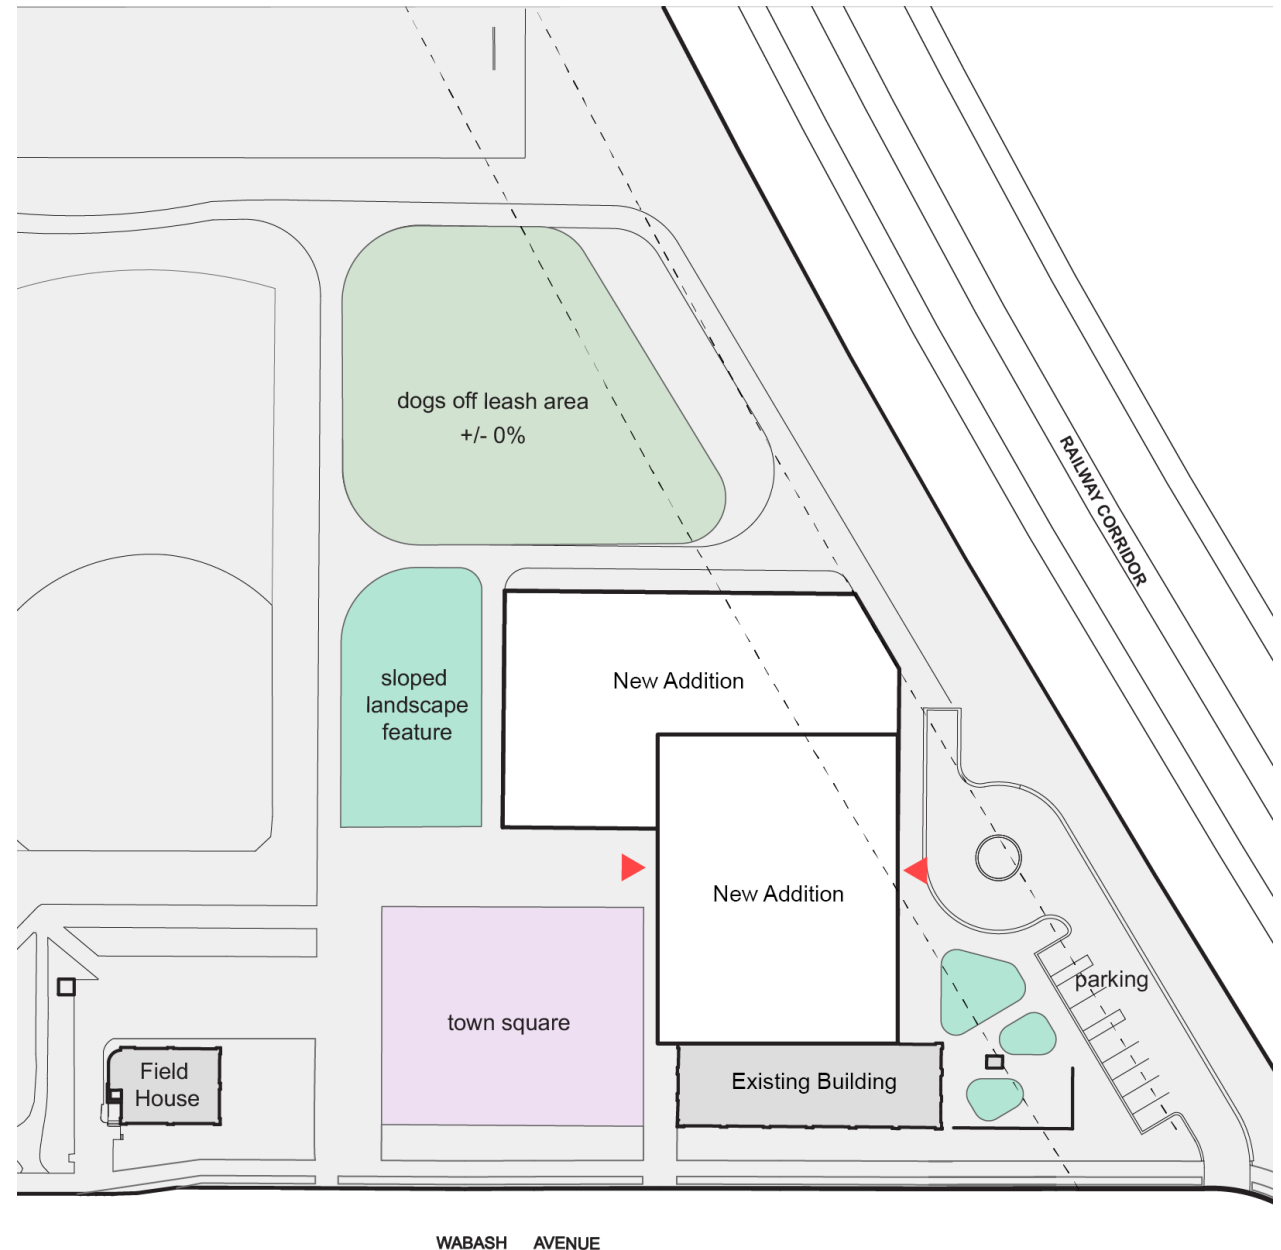 dogs off leash area
+/- 0%
RAILWAY CORRIDOR
sloped
landscape
feature
New Addition
New Addition
parking
town square
Field
House
Existing Building
WABASH AVENUE